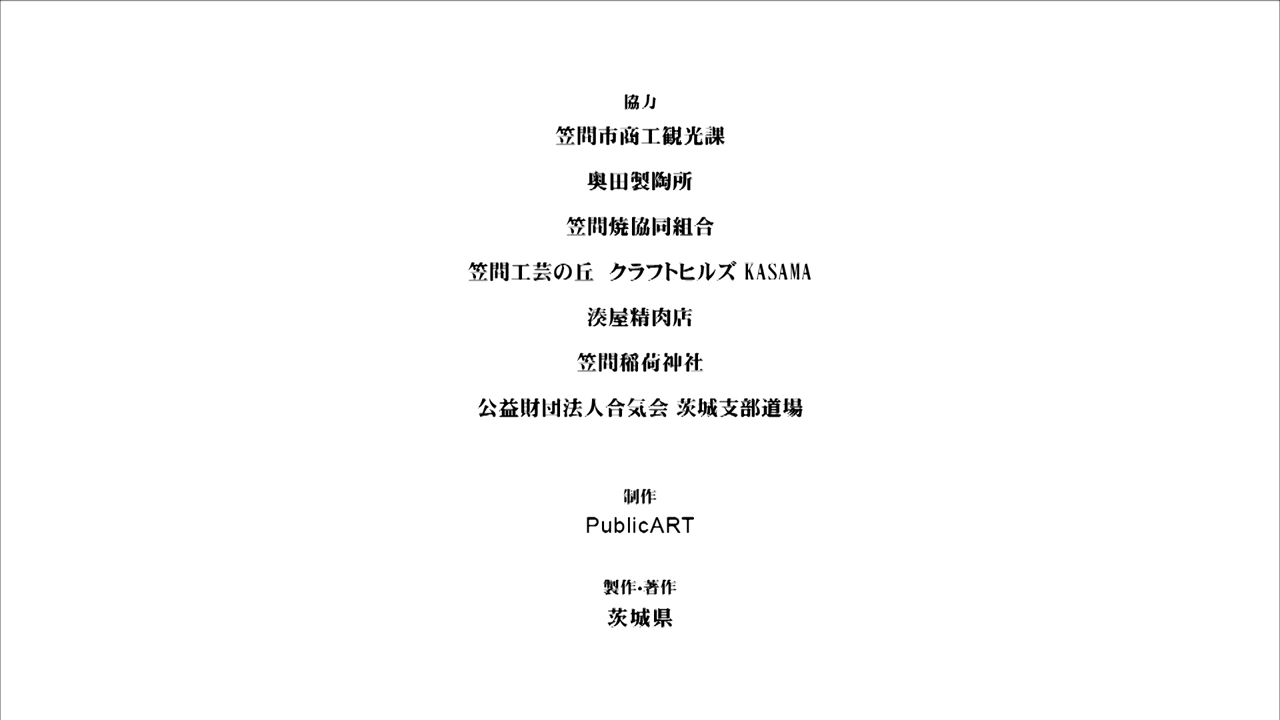 協力
笠間市商工観光課
奥田製陶所
笠間焼協同組合
笠間工芸の丘　クラフトヒルズ KASAMA
湊屋精肉店
笠間稲荷神社
公益財団法人合気会 茨城支部道場
制作
PublicART
製作・著作
茨城県